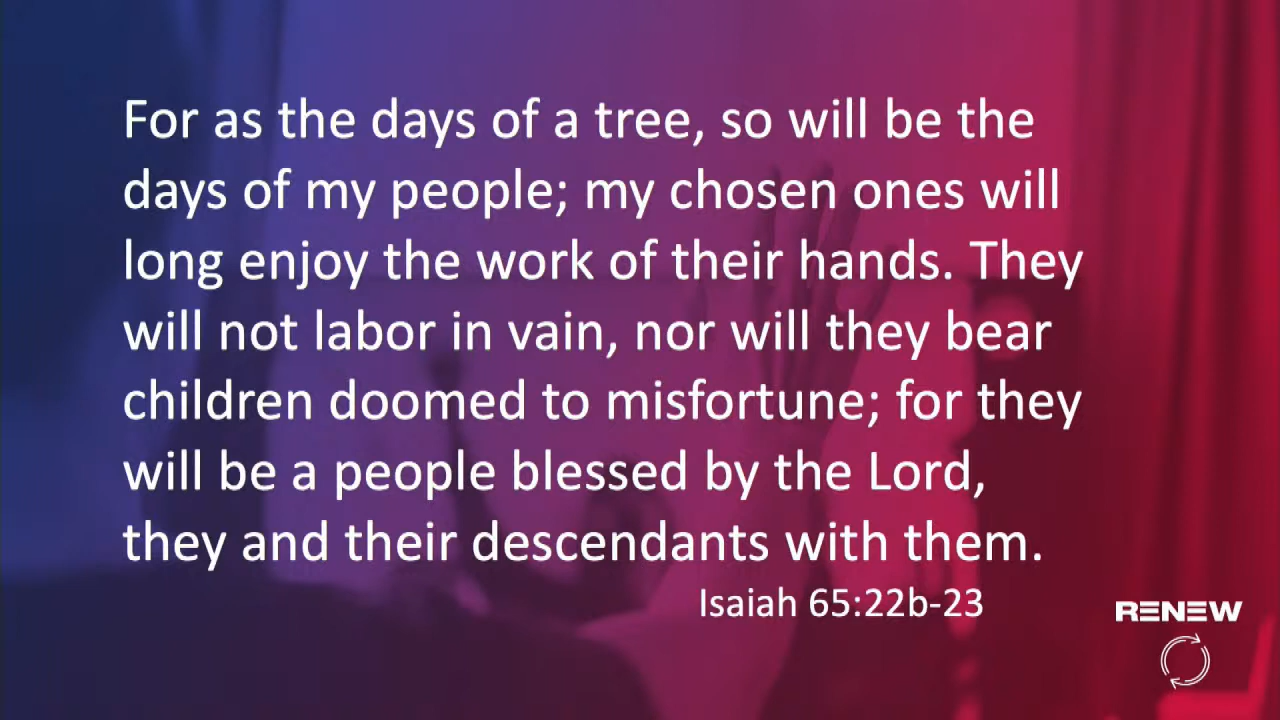 For as the days of a tree, so will be the
days of my people; my chosen ones will
long enjoy the work of their hands. They
will not labor in vain, nor will they bear
children doomed to misfortune; for they
will be a people blessed by the Lord,
they and their descendants with them.
Isaiah 65:22b-23
RENEW